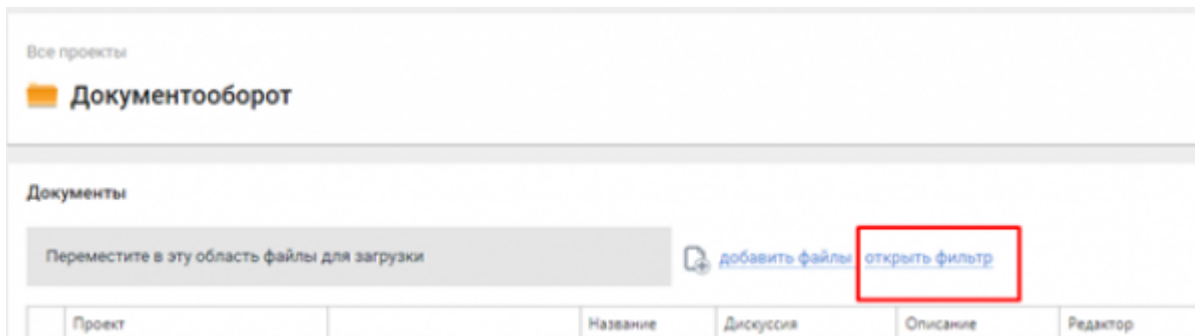 Все проекты
Документооборот
Документы
Переместите в эту область файлы для загрузки добавить файлы открыть фильтр
Проект Название Дискуссия Описание Редактор